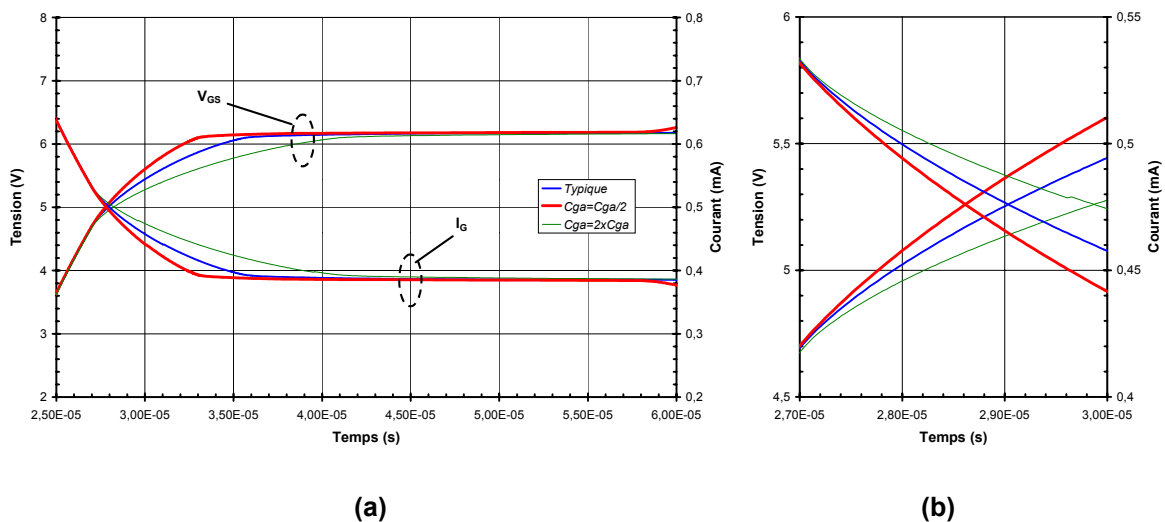 8
7
6
5
4
3
2
0,8
0,7
0,6
0,5
0,4
0,3
0,2
2,50E-05 3,00E-05 3,50E-05 4,00E-05 4,50E-05 5,00E-05 5,50E-05 6,00E-05
Tension (V)
Courant (mA)
Temps (s)
VGS
IG
Typique
Cga=Cga/2
Cga=2xCga
(a)
6
5,5
5
4,5
0,55
0,5
0,45
0,4
2,70E-05 2,80E-05 2,90E-05 3,00E-05
Tension (V)
Courant (mA)
Temps (s)
(b)